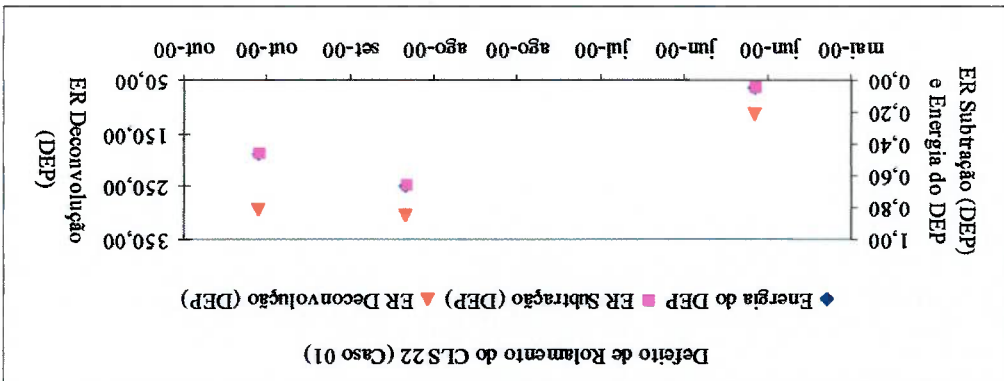 Defeito de Rolamento do CLS 22 (Caso 01)
Energia do DEP ER Subtração (DEP) ER Deconvolução (DEP)
ER Subtração (DEP)
e Energia do DEP
1,00
0,80
0,60
0,40
0,20
0,00
350,00
250,00
150,00
50,00
ER Deconvolução
(DEP)
mai-00 jun-00 jun-00 jul-00 ago-00 ago-00 set-00 out-00 out-00